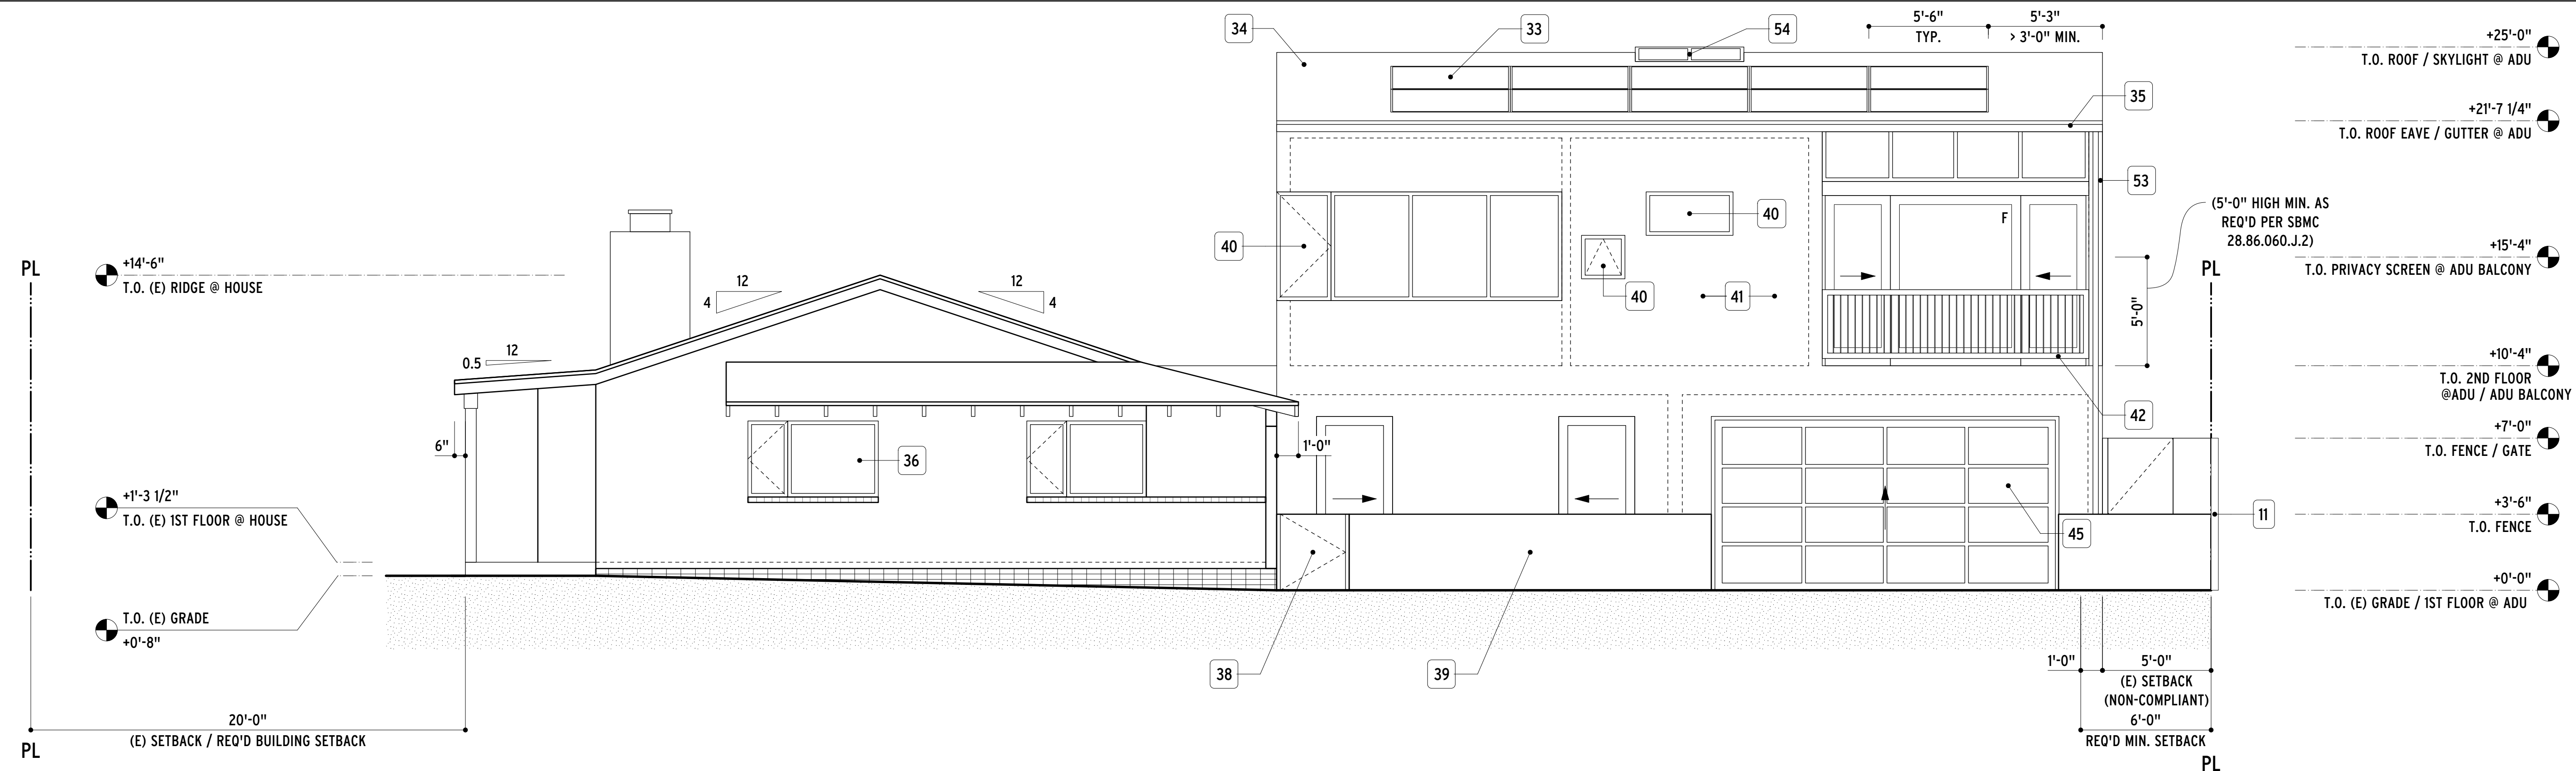 34
33
54
5'-6"
TYP.
5'-3"
> 3'-0" MIN.
+25'-0"
T.O. ROOF / SKYLIGHT @ ADU
35
+21'-7 1/4"
T.O. ROOF EAVE / GUTTER @ ADU
53
(5'-0" HIGH MIN. AS
REQ'D PER SBMC
28.86.060.J.2)
40
40
F
+15'-4"
T.O. PRIVACY SCREEN @ ADU BALCONY
PL
PL
+14'-6"
T.O. (E) RIDGE @ HOUSE
12
4
12
4
40
41
5'-0"
12
0.5
+10'-4"
T.O. 2ND FLOOR
@ADU / ADU BALCONY
42
+7'-0"
T.O. FENCE / GATE
6"
36
1'-0"
+1'-3 1/2"
T.O. (E) 1ST FLOOR @ HOUSE
45
11
+3'-6"
T.O. FENCE
+0'-0"
T.O. (E) GRADE / 1ST FLOOR @ ADU
T.O. (E) GRADE
+0'-8"
38
39
1'-0"
5'-0"
(E) SETBACK
(NON-COMPLIANT)
20'-0"
(E) SETBACK / REQ'D BUILDING SETBACK
6'-0"
REQ'D MIN. SETBACK
PL
PL